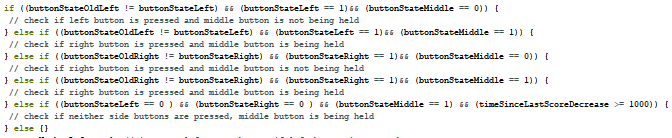 if ((buttonStateOldLeft != buttonStateLeft) && (buttonStateLeft == 1)&& (buttonStateMiddle == 0)) {
// check if left button is pressed and middle button is not being held
} else if ((buttonStateOldLeft != buttonStateLeft) && (buttonStateLeft == 1)&& (buttonStateMiddle == 1)) {
// check if right button is pressed and middle button is being held
} else if ((buttonStateOldRight != buttonStateRight) && (buttonStateRight == 1)&& (buttonStateMiddle == 0)) {
// check if right button is pressed and middle button is not being held
} else if ((buttonStateOldRight != buttonStateRight) && (buttonStateRight == 1)&& (buttonStateMiddle == 1)) {
// check if right button is pressed and middle button is being held
} else if ((buttonStateLeft == 0 ) && (buttonStateRight == 0 ) && (buttonStateMiddle == 1) && (timeSinceLastScoreDecrease >= 1000)) {
// check if neither side buttons are pressed, middle button is being held
} else {}